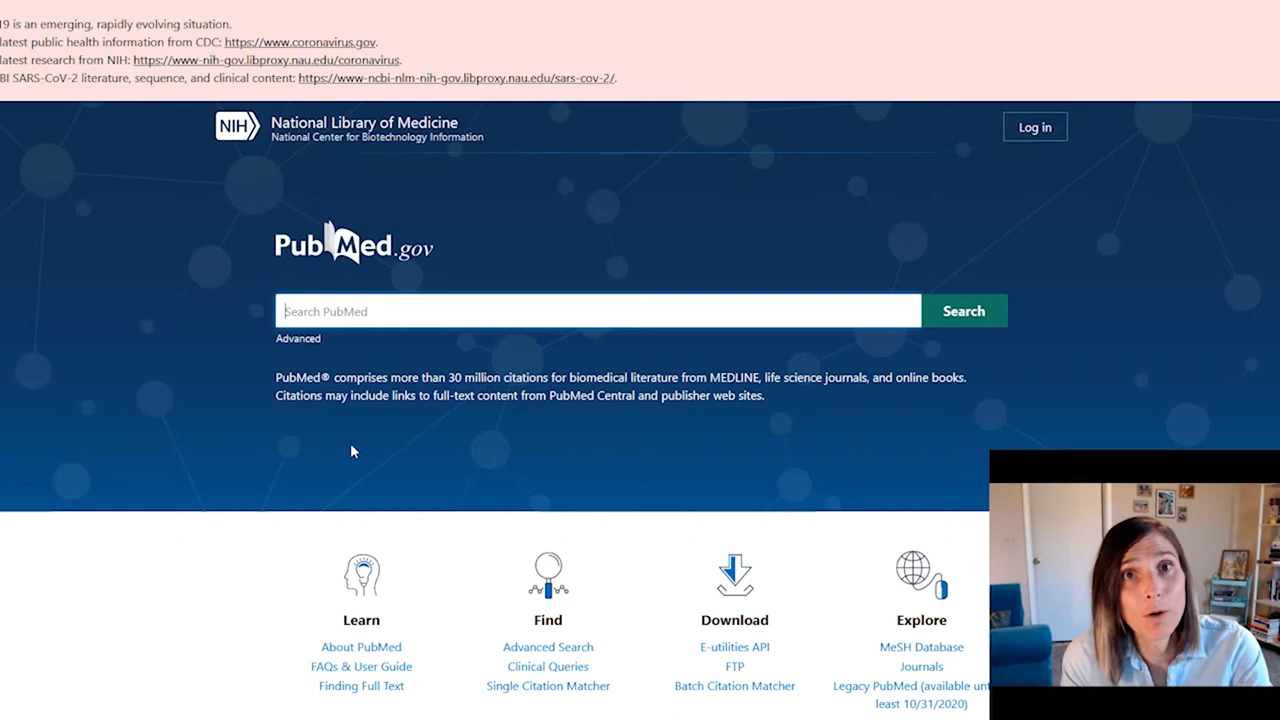 19 is an emerging, rapidly evolving situation.
latest public health information from CDC: https://www.coronavirus.gov.
latest research from NIH: https://www-nih-gov.libproxy.nau.edu/coronavirus.
BI SARS-CoV-2 literature, sequence, and clinical content: https://www-ncbi-nlm-nih-gov.libproxy.nau.edu/sars-cov-2/.
NIH National Library of Medicine
National Center for Biotechnology Information
Log in
PubMed.gov
Search PubMed
Search
Advanced
PubMed® comprises more than 30 million citations for biomedical literature from MEDLINE, life science journals, and online books.
Citations may include links to full-text content from PubMed Central and publisher web sites.
Learn
About PubMed
FAQs & User Guide
Finding Full Text
Find
Advanced Search
Clinical Queries
Single Citation Matcher
Download
E-utilities API
FTP
Batch Citation Matcher
Explore
MeSH Database
Journals
Legacy PubMed (available unt
least 10/31/2020)